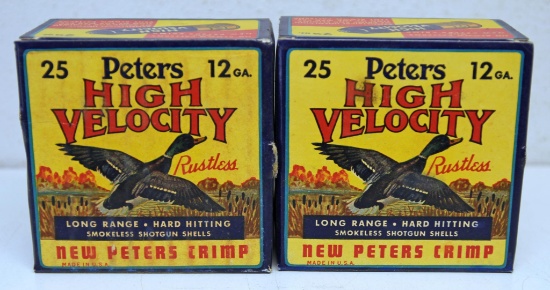 25 Peters 12 GA.
HIGH
VELOCITY
Rustless
LONG RANGE • HARD HITTING
SMOKELESS SHOTGUN SHELLS
NEW PETERS CRIMP
MADE IN U.S.A.
25 Peters 12 GA.
HIGH
VELOCITY
Rustless
LONG RANGE • HARD HITTING
SMOKELESS SHOTGUN SHELLS
NEW PETERS CRIMP
MADE IN U.S.A.